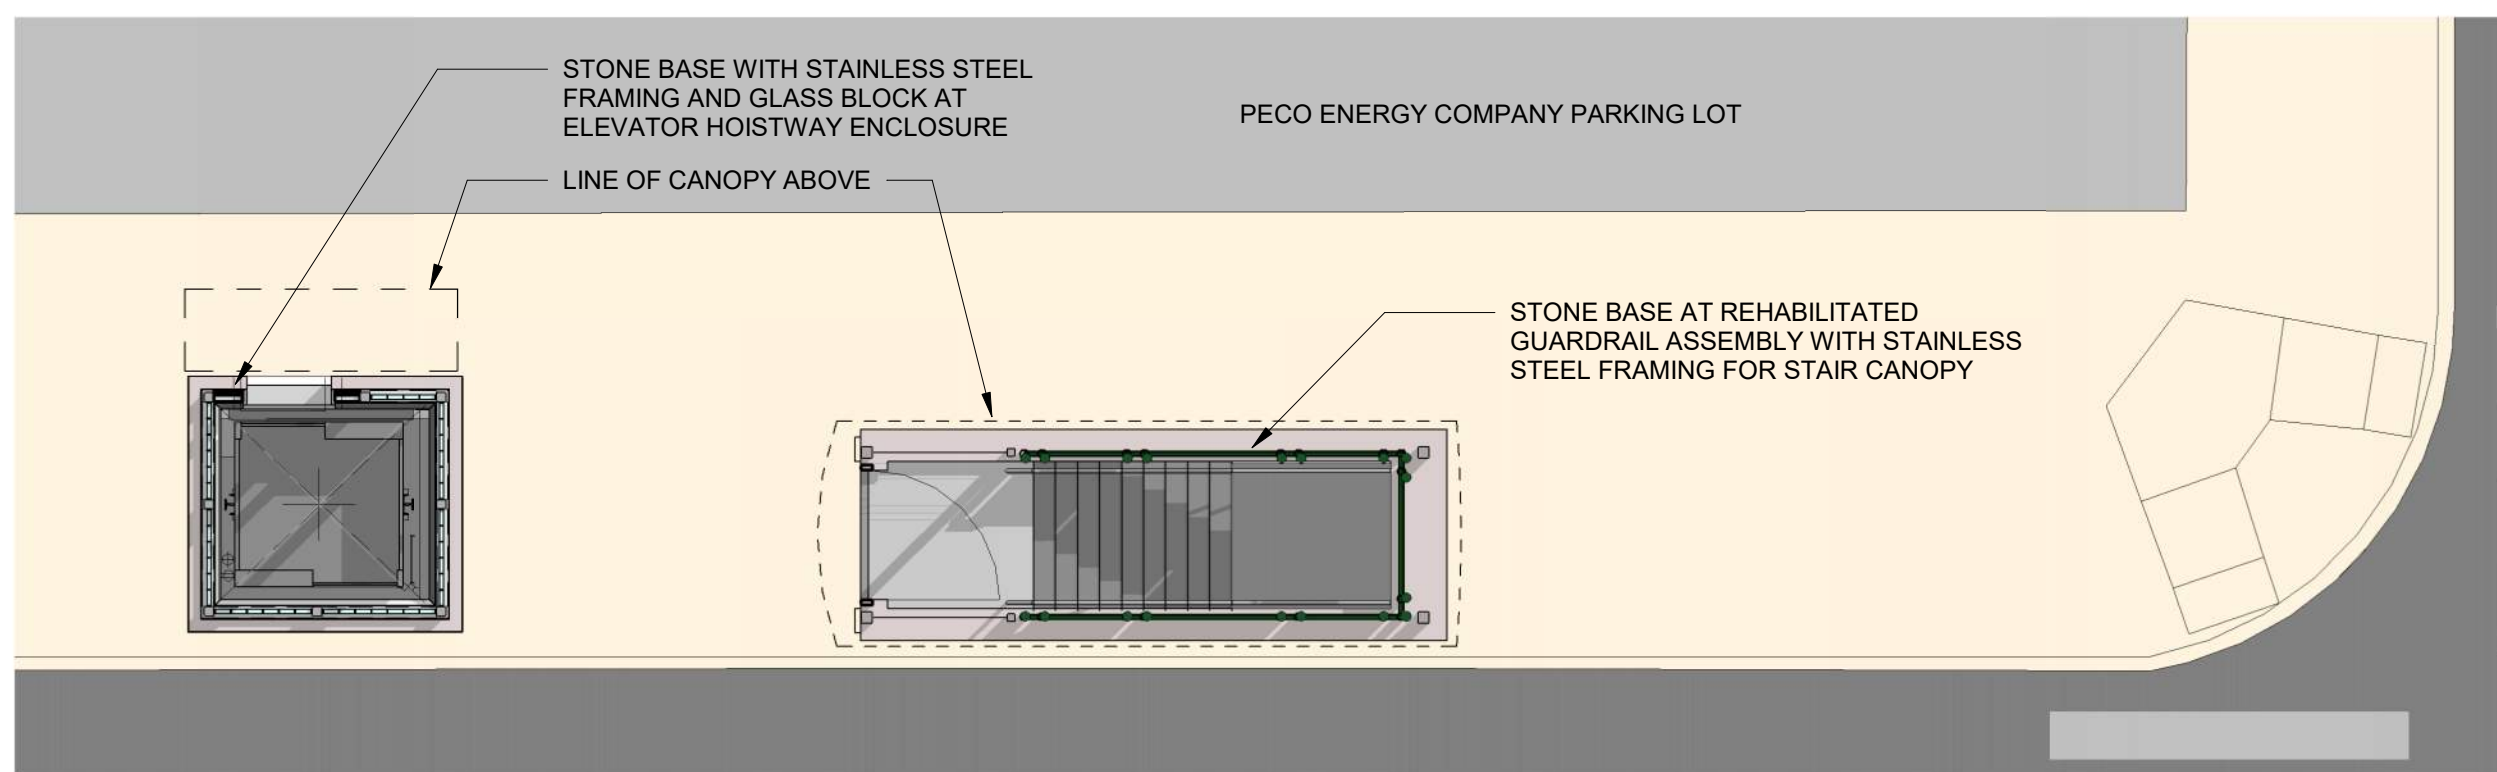 STONE BASE WITH STAINLESS STEEL
FRAMING AND GLASS BLOCK AT
ELEVATOR HOISTWAY ENCLOSURE
PECO ENERGY COMPANY PARKING LOT
LINE OF CANOPY ABOVE
STONE BASE AT REHABILITATED
GUARDRAIL ASSEMBLY WITH STAINLESS
STEEL FRAMING FOR STAIR CANOPY